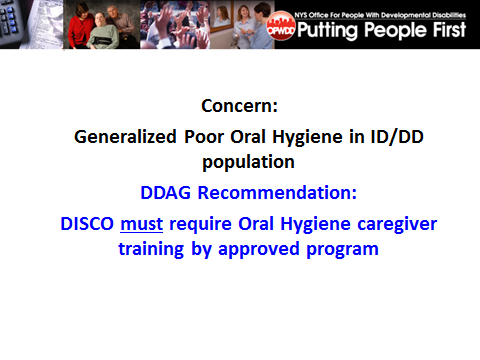 NYS Office For People With Developmental Disabilities
OPWDD
Putting People First
Concern:
Generalized Poor Oral Hygiene in ID/DD
population
DDAG Recommendation:
DISCO must require Oral Hygiene caregiver
training by approved program